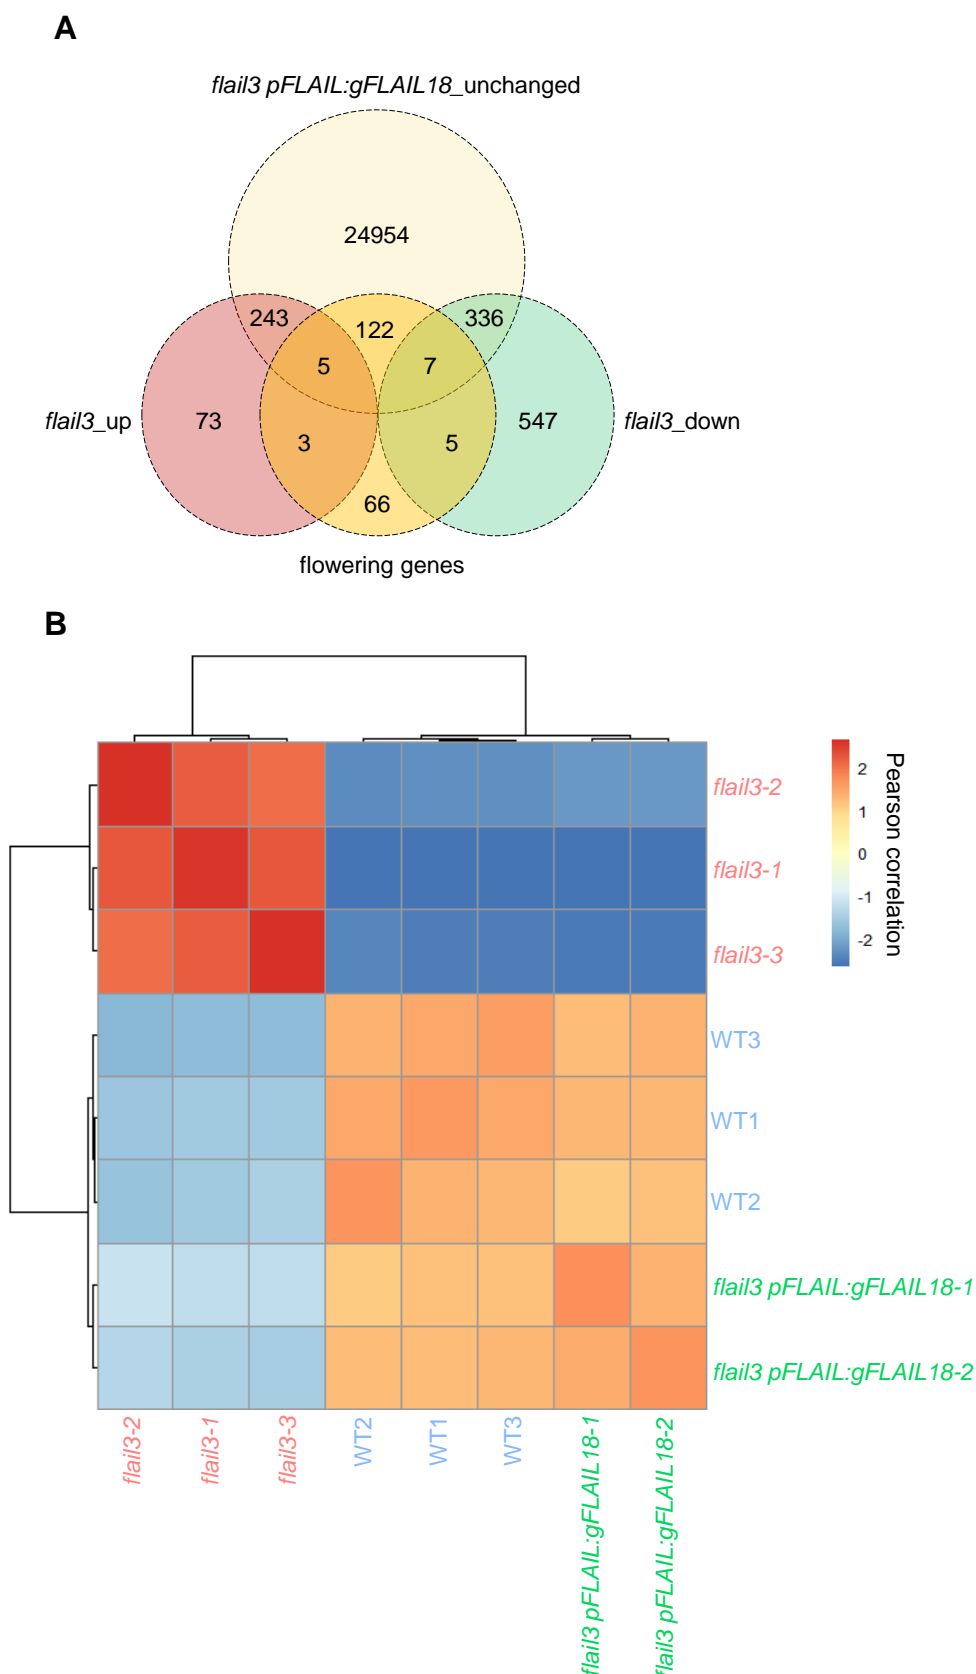 A
flail3 pFLAIL:gFLAIL18_unchanged
24954
243
122
336
5
7
flail3_up
73
547
flail3_down
3
5
66
flowering genes
B
flail3-2
flail3-1
flail3-3
WT3
WT1
WT2
flail3 pFLAIL:gFLAIL18-1
flail3 pFLAIL:gFLAIL18-2
2
1
0
-1
-2
Pearson correlation
flail3-2
flail3-1
flail3-3
WT2
WT1
WT3
flail3 pFLAIL:gFLAIL18-1
flail3 pFLAIL:gFLAIL18-2